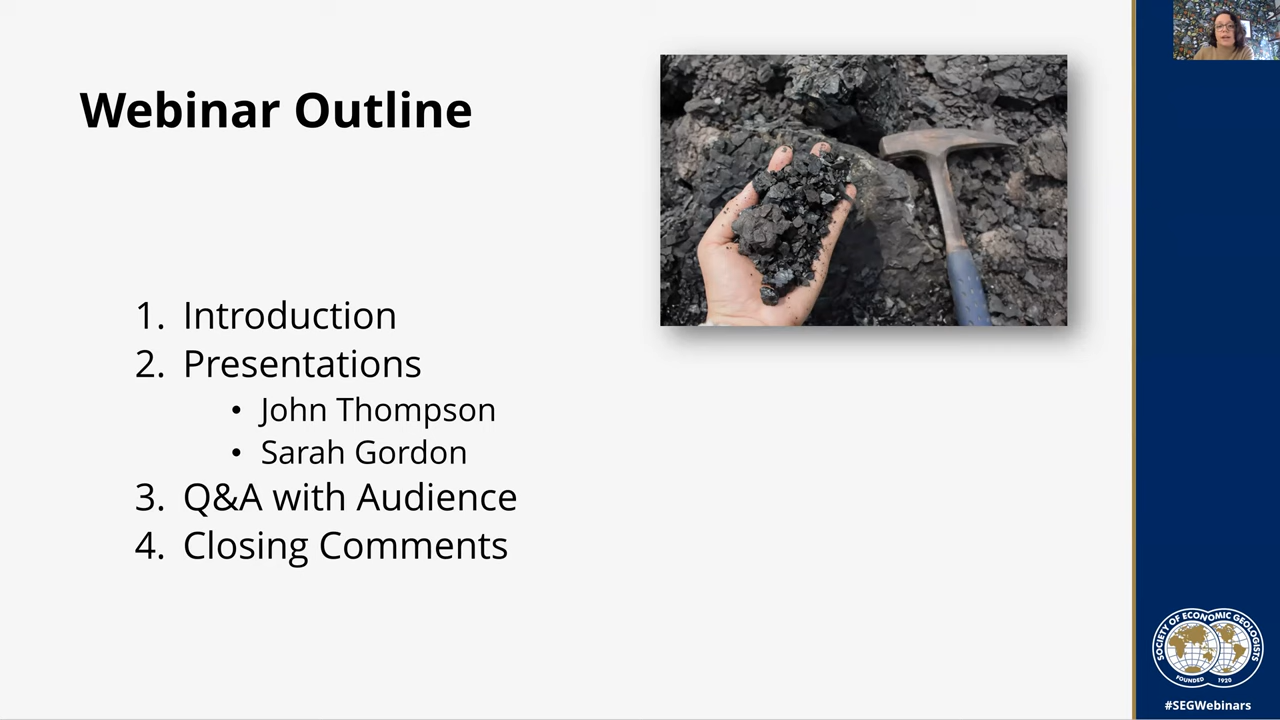 Webinar Outline
1. Introduction
2. Presentations
• John Thompson
• Sarah Gordon
3. Q&A with Audience
4. Closing Comments
SOCIETY OF ECONOMIC GEOLOGISTS
FOUNDED 1920
#SEGWebinars